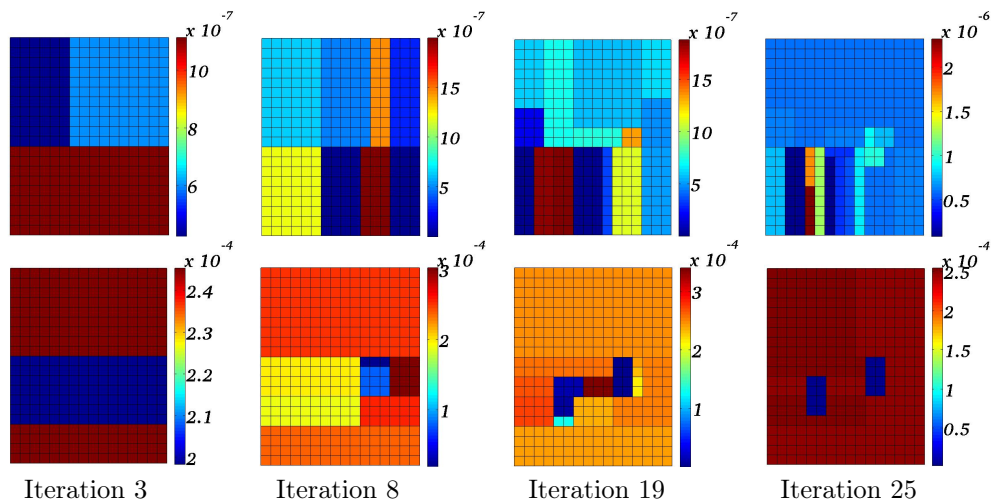 x 10⁻⁷
10
8
6
x 10⁻⁷
15
10
5
x 10⁻⁷
15
10
5
x 10⁻⁶
2
1.5
1
0.5
x 10⁻⁴
2.4
2.3
2.2
2.1
2
x 10⁻⁴
3
2
1
x 10⁻⁴
3
2
1
x 10⁻⁴
2.5
2
1.5
1
0.5
Iteration 3
Iteration 8
Iteration 19
Iteration 25